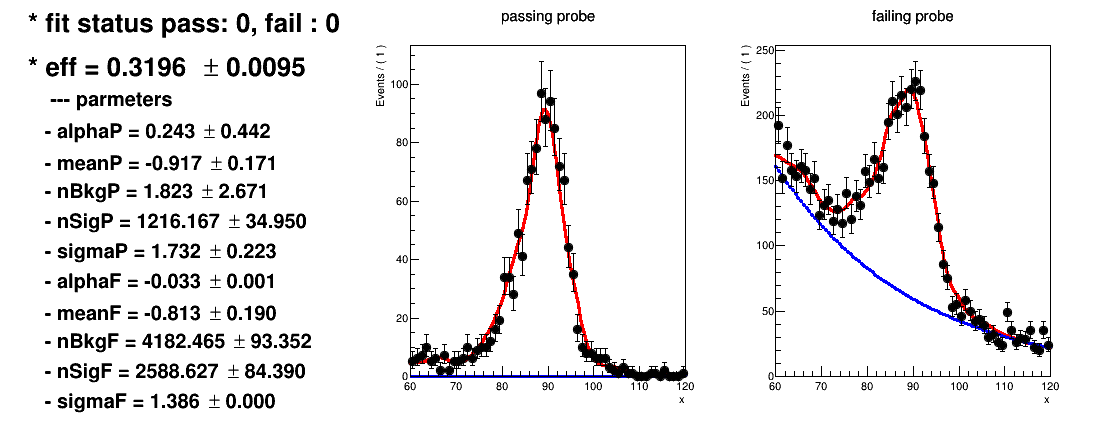 * fit status pass: 0, fail : 0
* eff = 0.3196 ± 0.0095
--- parmeters
- alphaP = 0.243 ± 0.442
- meanP = -0.917 ± 0.171
- nBkgP = 1.823 ± 2.671
- nSigP = 1216.167 ± 34.950
- sigmaP = 1.732 ± 0.223
- alphaF = -0.033 ± 0.001
- meanF = -0.813 ± 0.190
- nBkgF = 4182.465 ± 93.352
- nSigF = 2588.627 ± 84.390
- sigmaF = 1.386 ± 0.000
passing probe
Events / ( 1 )
100
80
60
40
20
0
60 70 80 90 100 110 120
x
failing probe
Events / ( 1 )
250
200
150
100
50
0
60 70 80 90 100 110 120
x